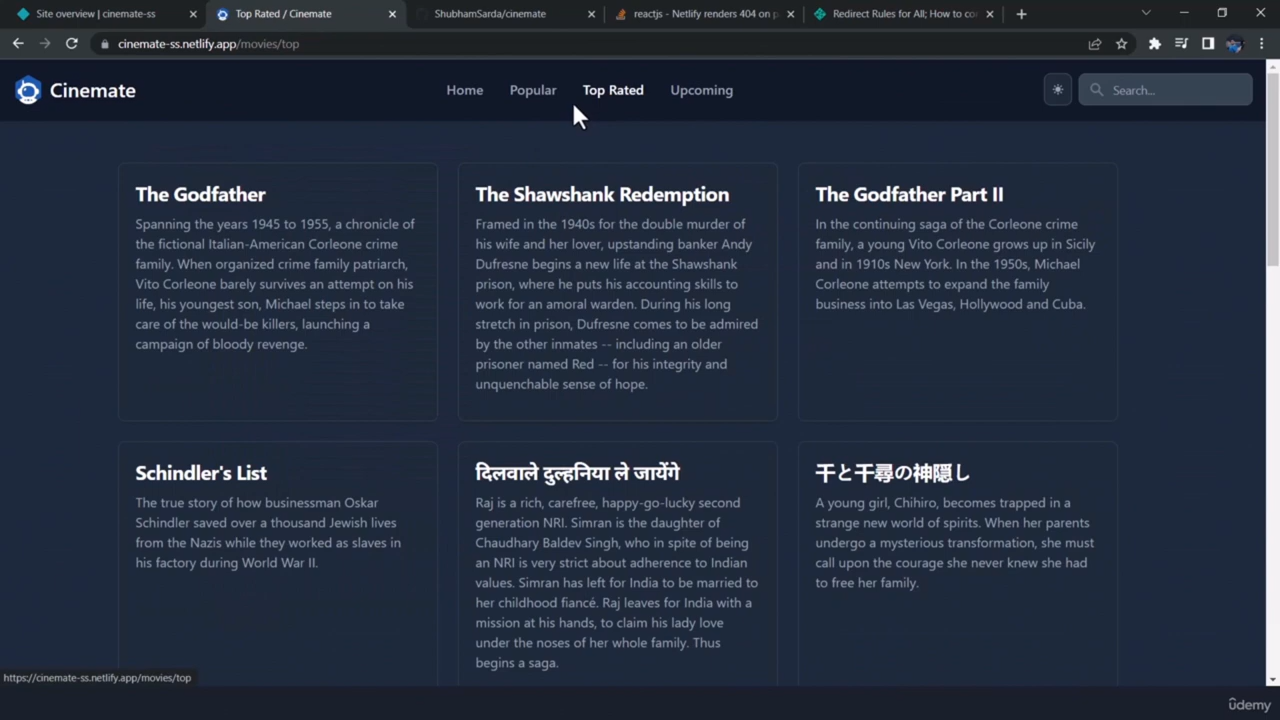 Site overview | cinemate-ss
Top Rated / Cinemate
ShubhamSarda/cinemate
reactjs - Netlify renders 404 on p
Redirect Rules for All; How to co
cinemate-ss.netlify.app/movies/top
Cinemate
Home
Popular
Top Rated
Upcoming
Search...
The Godfather
Spanning the years 1945 to 1955, a chronicle of
the fictional Italian-American Corleone crime
family. When organized crime family patriarch,
Vito Corleone barely survives an attempt on his
life, his youngest son, Michael steps in to take
care of the would-be killers, launching a
campaign of bloody revenge.
The Shawshank Redemption
Framed in the 1940s for the double murder of
his wife and her lover, upstanding banker Andy
Dufresne begins a new life at the Shawshank
prison, where he puts his accounting skills to
work for an amoral warden. During his long
stretch in prison, Dufresne comes to be admired
by the other inmates -- including an older
prisoner named Red -- for his integrity and
unquenchable sense of hope.
The Godfather Part II
In the continuing saga of the Corleone crime
family, a young Vito Corleone grows up in Sicily
and in 1910s New York. In the 1950s, Michael
Corleone attempts to expand the family
business into Las Vegas, Hollywood and Cuba.
Schindler's List
The true story of how businessman Oskar
Schindler saved over a thousand Jewish lives
from the Nazis while they worked as slaves in
his factory during World War II.
दिलवाले दुल्हनिया ले जायेंगे
Raj is a rich, carefree, happy-go-lucky second
generation NRI. Simran is the daughter of
Chaudhary Baldev Singh, who in spite of being
an NRI is very strict about adherence to Indian
values. Simran has left for India to be married to
her childhood fiancé. Raj leaves for India with a
mission at his hands, to claim his lady love
under the noses of her whole family. Thus
begins a saga.
千と千尋の神隠し
A young girl, Chihiro, becomes trapped in a
strange new world of spirits. When her parents
undergo a mysterious transformation, she must
call upon the courage she never knew she had
to free her family.
https://cinemate-ss.netlify.app/movies/top
ûdemy